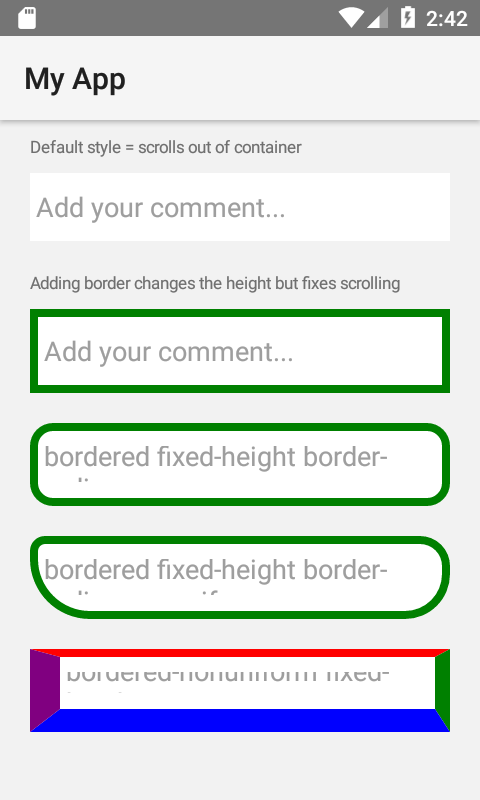 2:42
My App
Default style = scrolls out of container
Add your comment...
Adding border changes the height but fixes scrolling
Add your comment...
bordered fixed-height border-
bordered fixed-height border-
bordered-nonuniform fixed-